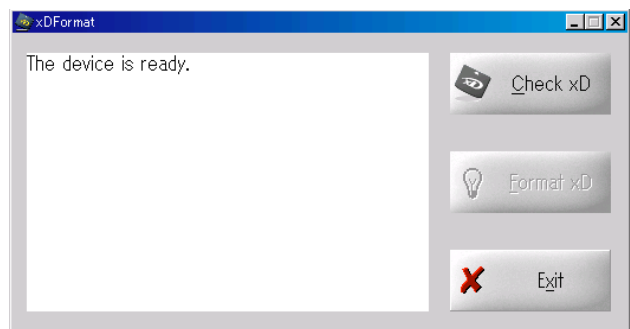 xDFormat
The device is ready.
Check xD
Format xD
Exit